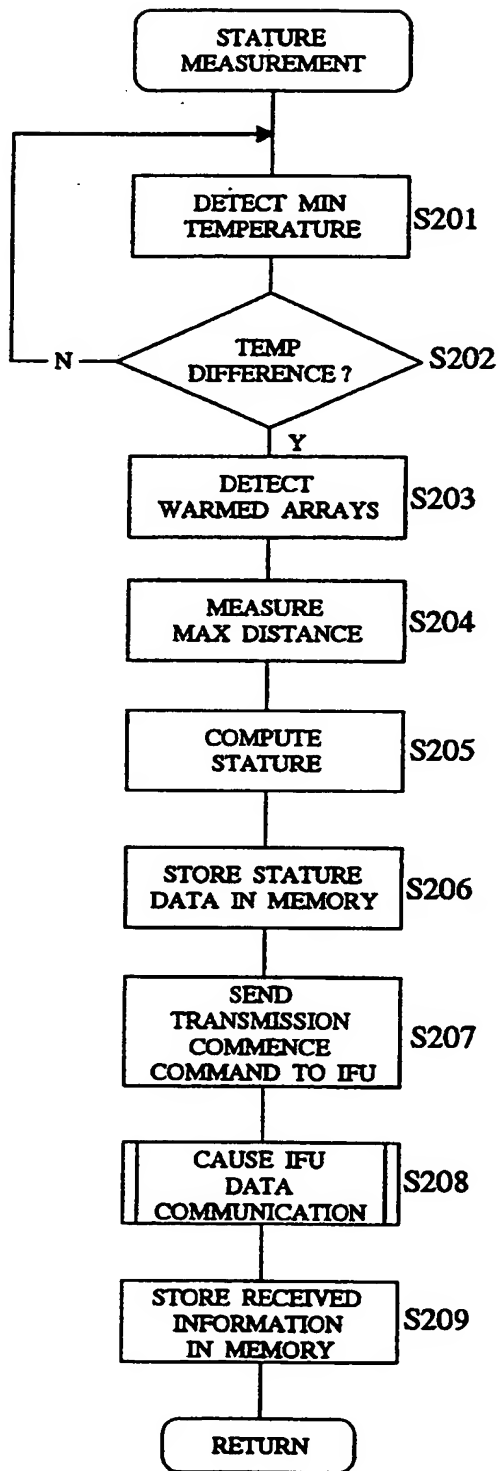 STATURE
MEASUREMENT
DETECT MIN
TEMPERATURE
S201
TEMP
DIFFERENCE ?
S202
N
Y
DETECT
WARMED ARRAYS
S203
MEASURE
MAX DISTANCE
S204
COMPUTE
STATURE
S205
STORE STATURE
DATA IN MEMORY
S206
SEND
TRANSMISSION
COMMENCE
COMMAND TO IFU
S207
CAUSE IFU
DATA
COMMUNICATION
S208
STORE RECEIVED
INFORMATION
IN MEMORY
S209
RETURN